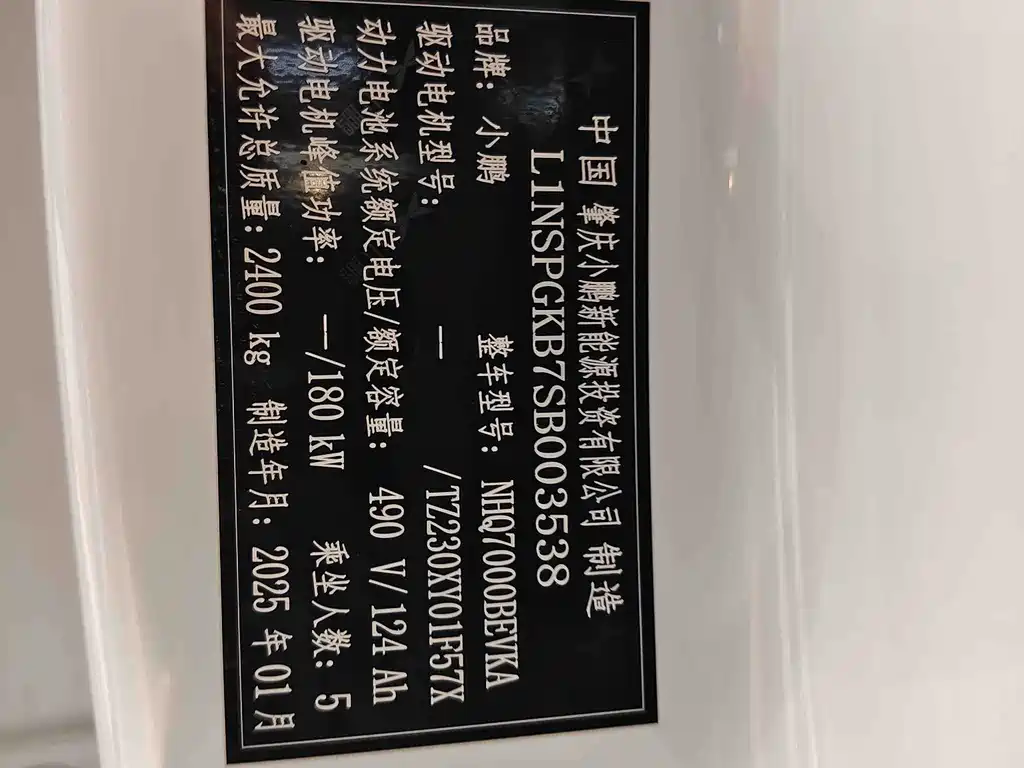 中国 肇庆小鹏新能源投资有限公司 制造
L1NSPGKB7SB003538
品牌: 小鹏 整车型号: NHQ7000BEVKA
驱动电机型号: —— /TZ230XY01F57X
动力电池系统额定电压/额定容量: 490 V/124 Ah
驱动电机峰值功率: ——/180 kW 乘坐人数: 5
最大允许总质量: 2400 kg 制造年月: 2025 年 01 月